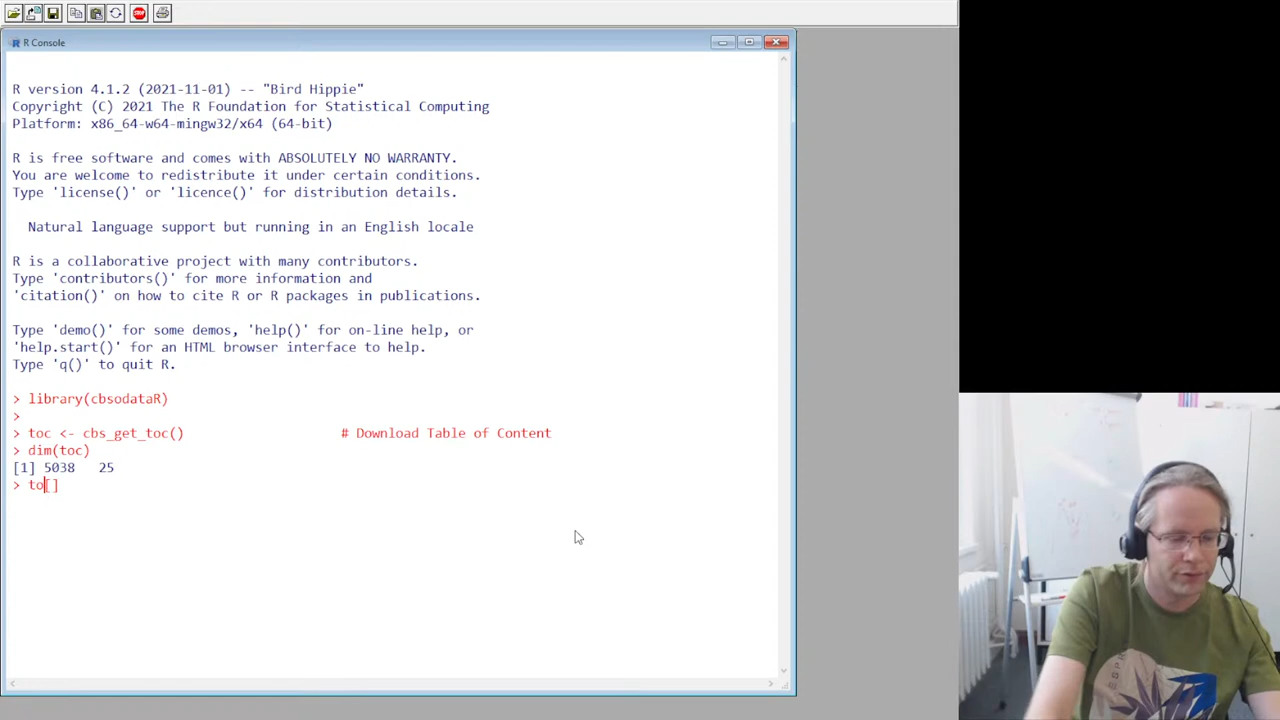 R Console
R version 4.1.2 (2021-11-01) -- "Bird Hippie"
Copyright (C) 2021 The R Foundation for Statistical Computing
Platform: x86_64-w64-mingw32/x64 (64-bit)
R is free software and comes with ABSOLUTELY NO WARRANTY.
You are welcome to redistribute it under certain conditions.
Type 'license()' or 'licence()' for distribution details.
Natural language support but running in an English locale
R is a collaborative project with many contributors.
Type 'contributors()' for more information and
'citation()' on how to cite R or R packages in publications.
Type 'demo()' for some demos, 'help()' for on-line help, or
'help.start()' for an HTML browser interface to help.
Type 'q()' to quit R.
> library(cbsodataR)
>
> toc <- cbs_get_toc() # Download Table of Content
> dim(toc)
[1] 5038 25
> to[]
STOP
ESPR